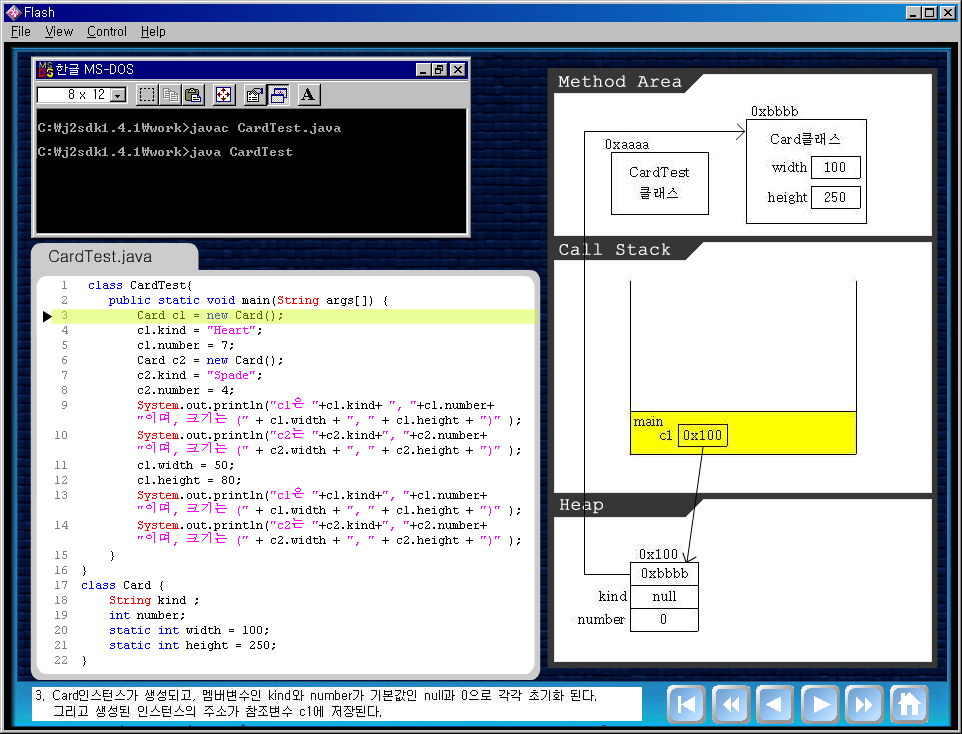 Flash
File View Control Help
한글 MS-DOS
8 x 12
A
C:₩j2sdk1.4.1₩work>javac CardTest.java
C:₩j2sdk1.4.1₩work>java CardTest
CardTest.java
1 class CardTest{
2 public static void main(String args[]) {
3 Card c1 = new Card();
4 c1.kind = "Heart";
5 c1.number = 7;
6 Card c2 = new Card();
7 c2.kind = "Spade";
8 c2.number = 4;
9 System.out.println("c1은 "+c1.kind+ ", "+c1.number+
"이며, 크기는 (" + c1.width + ", " + c1.height + ")" );
10 System.out.println("c2는 "+c2.kind+", "+c2.number+
"이며, 크기는 (" + c2.width + ", " + c2.height + ")" );
11 c1.width = 50;
12 c1.height = 80;
13 System.out.println("c1은 "+c1.kind+", "+c1.number+
"이며, 크기는 (" + c1.width + ", " + c1.height + ")" );
14 System.out.println("c2는 "+c2.kind+", "+c2.number+
"이며, 크기는 (" + c2.width + ", " + c2.height + ")" );
15 }
16 }
17 class Card {
18 String kind ;
19 int number;
20 static int width = 100;
21 static int height = 250;
22 }
Method Area
0xbbbb
Card클래스
width 100
height 250
0xaaaa
CardTest
클래스
Call Stack
main
c1 0x100
Heap
0x100
0xbbbb
kind null
number 0
3. Card인스턴스가 생성되고, 멤버변수인 kind와 number가 기본값인 null과 0으로 각각 초기화 된다.
그리고 생성된 인스턴스의 주소가 참조변수 c1에 저장된다.